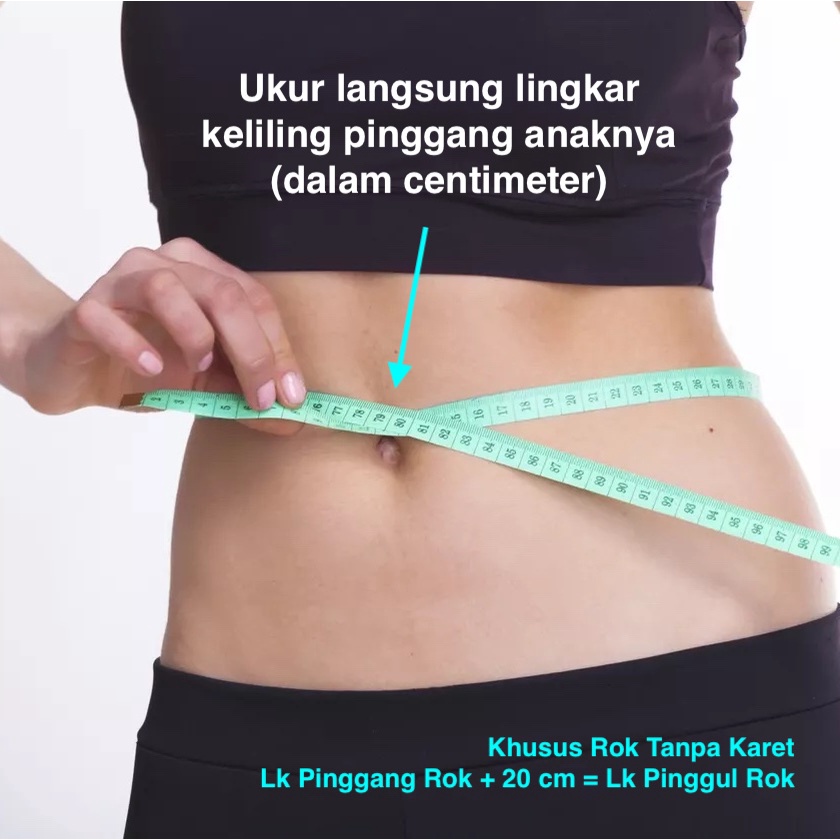 Ukur langsung lingkar
keliling pinggang anaknya
(dalam centimeter)
Khusus Rok Tanpa Karet
Lk Pinggang Rok + 20 cm = Lk Pinggul Rok